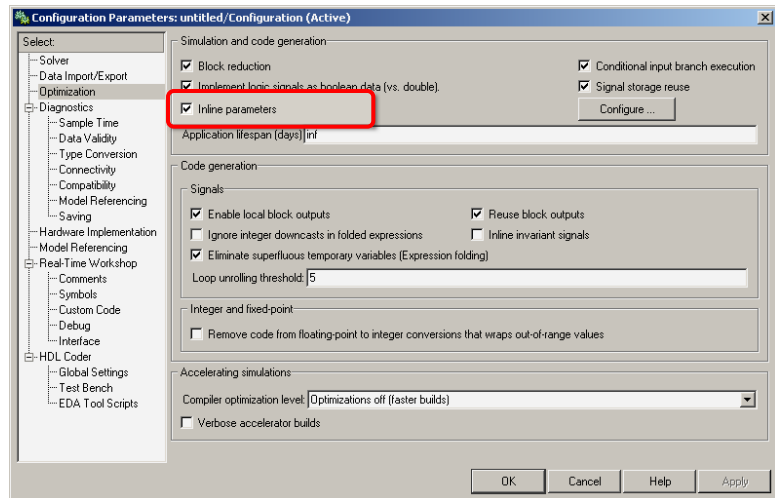 Configuration Parameters: untitled/Configuration (Active)
Select:
Solver
Data Import/Export
Optimization
Diagnostics
Sample Time
Data Validity
Type Conversion
Connectivity
Compatibility
Model Referencing
Saving
Hardware Implementation
Model Referencing
Real-Time Workshop
Comments
Symbols
Custom Code
Debug
Interface
HDL Coder
Global Settings
Test Bench
EDA Tool Scripts
Simulation and code generation
Block reduction
Conditional input branch execution
Implement logic signals as boolean data (vs. double).
Signal storage reuse
Inline parameters
Configure ...
Application lifespan (days) inf
Code generation
Signals
Enable local block outputs
Reuse block outputs
Ignore integer downcasts in folded expressions
Inline invariant signals
Eliminate superfluous temporary variables (Expression folding)
Loop unrolling threshold: 5
Integer and fixed-point
Remove code from floating-point to integer conversions that wraps out-of-range values
Accelerating simulations
Compiler optimization level: Optimizations off (faster builds)
Verbose accelerator builds
OK Cancel Help Apply